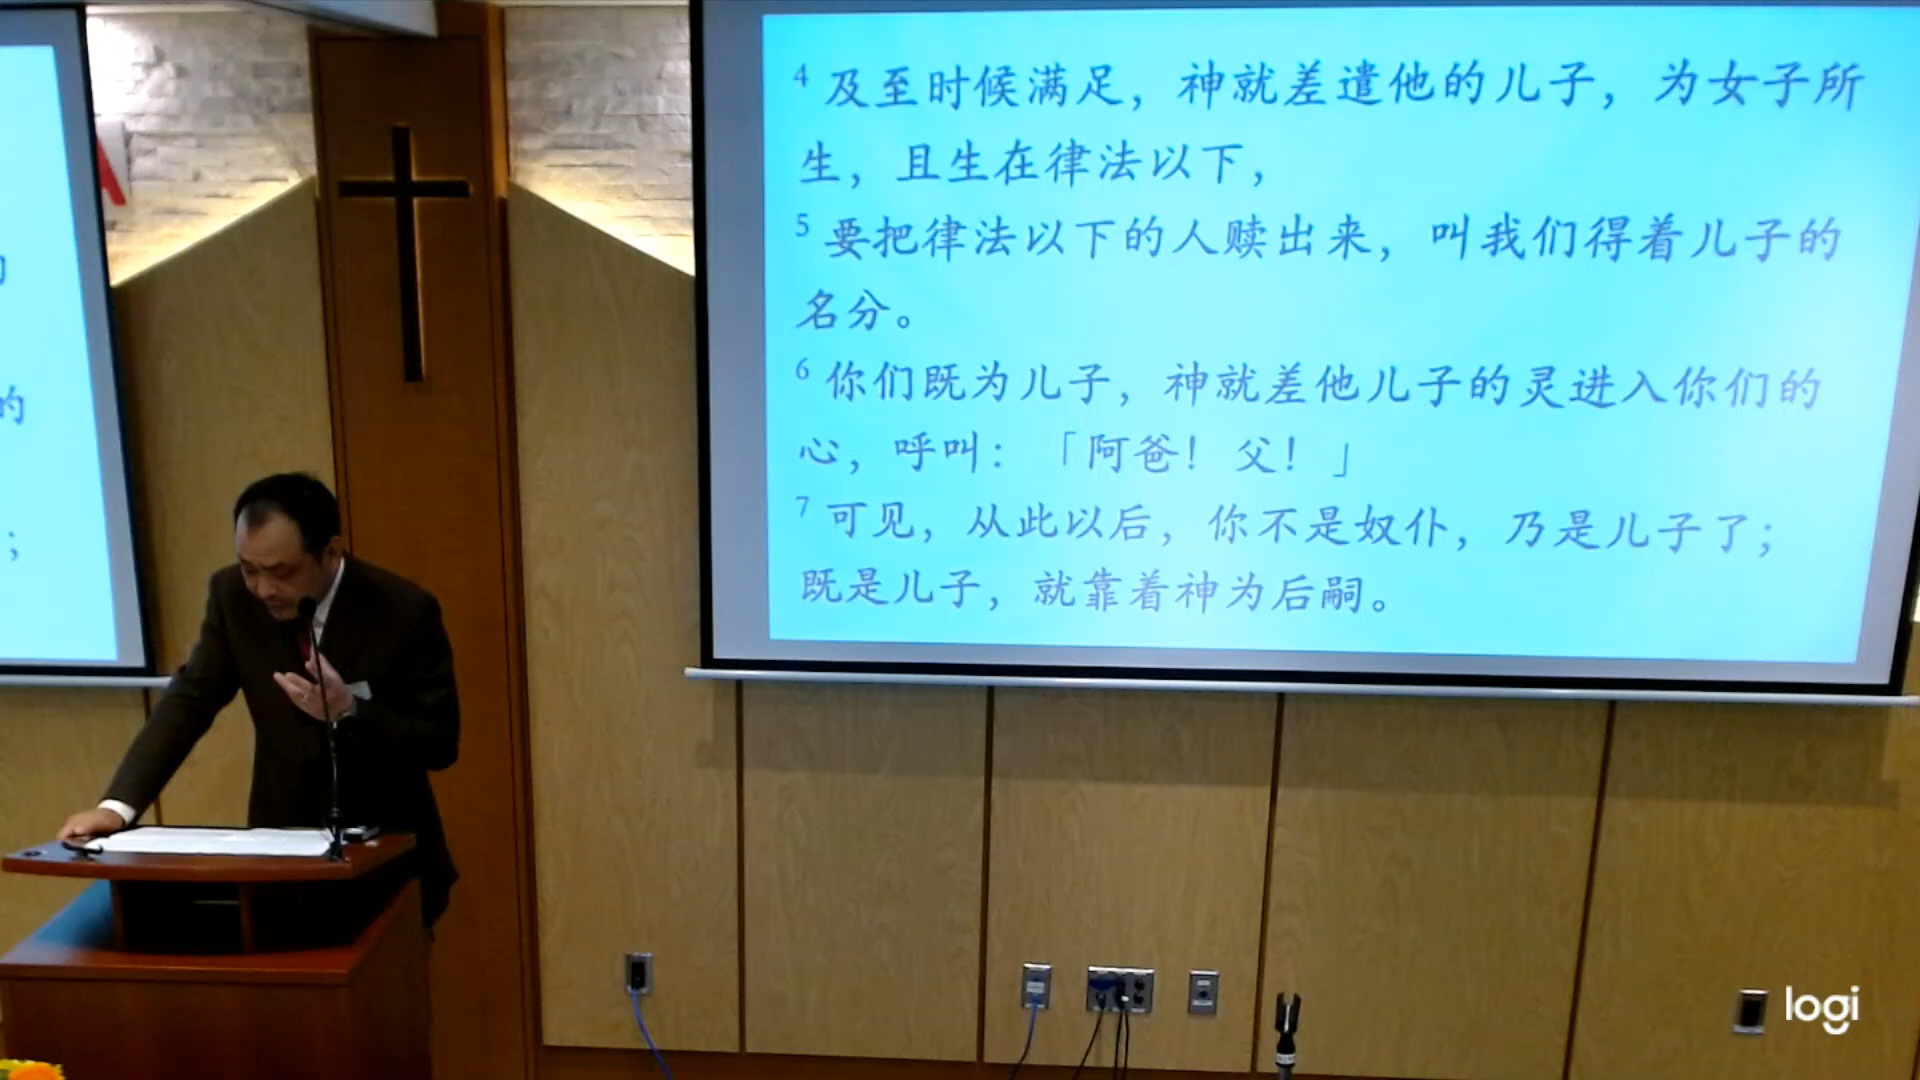 的
；
4 及至时候满足，神就差遣他的儿子，为女子所
生，且生在律法以下，
5 要把律法以下的人赎出来，叫我们得着儿子的
名分。
6 你们既为儿子，神就差他儿子的灵进入你们的
心，呼叫：「阿爸！父！」
7 可见，从此以后，你不是奴仆，乃是儿子了；
既是儿子，就靠着神为后嗣。
logi